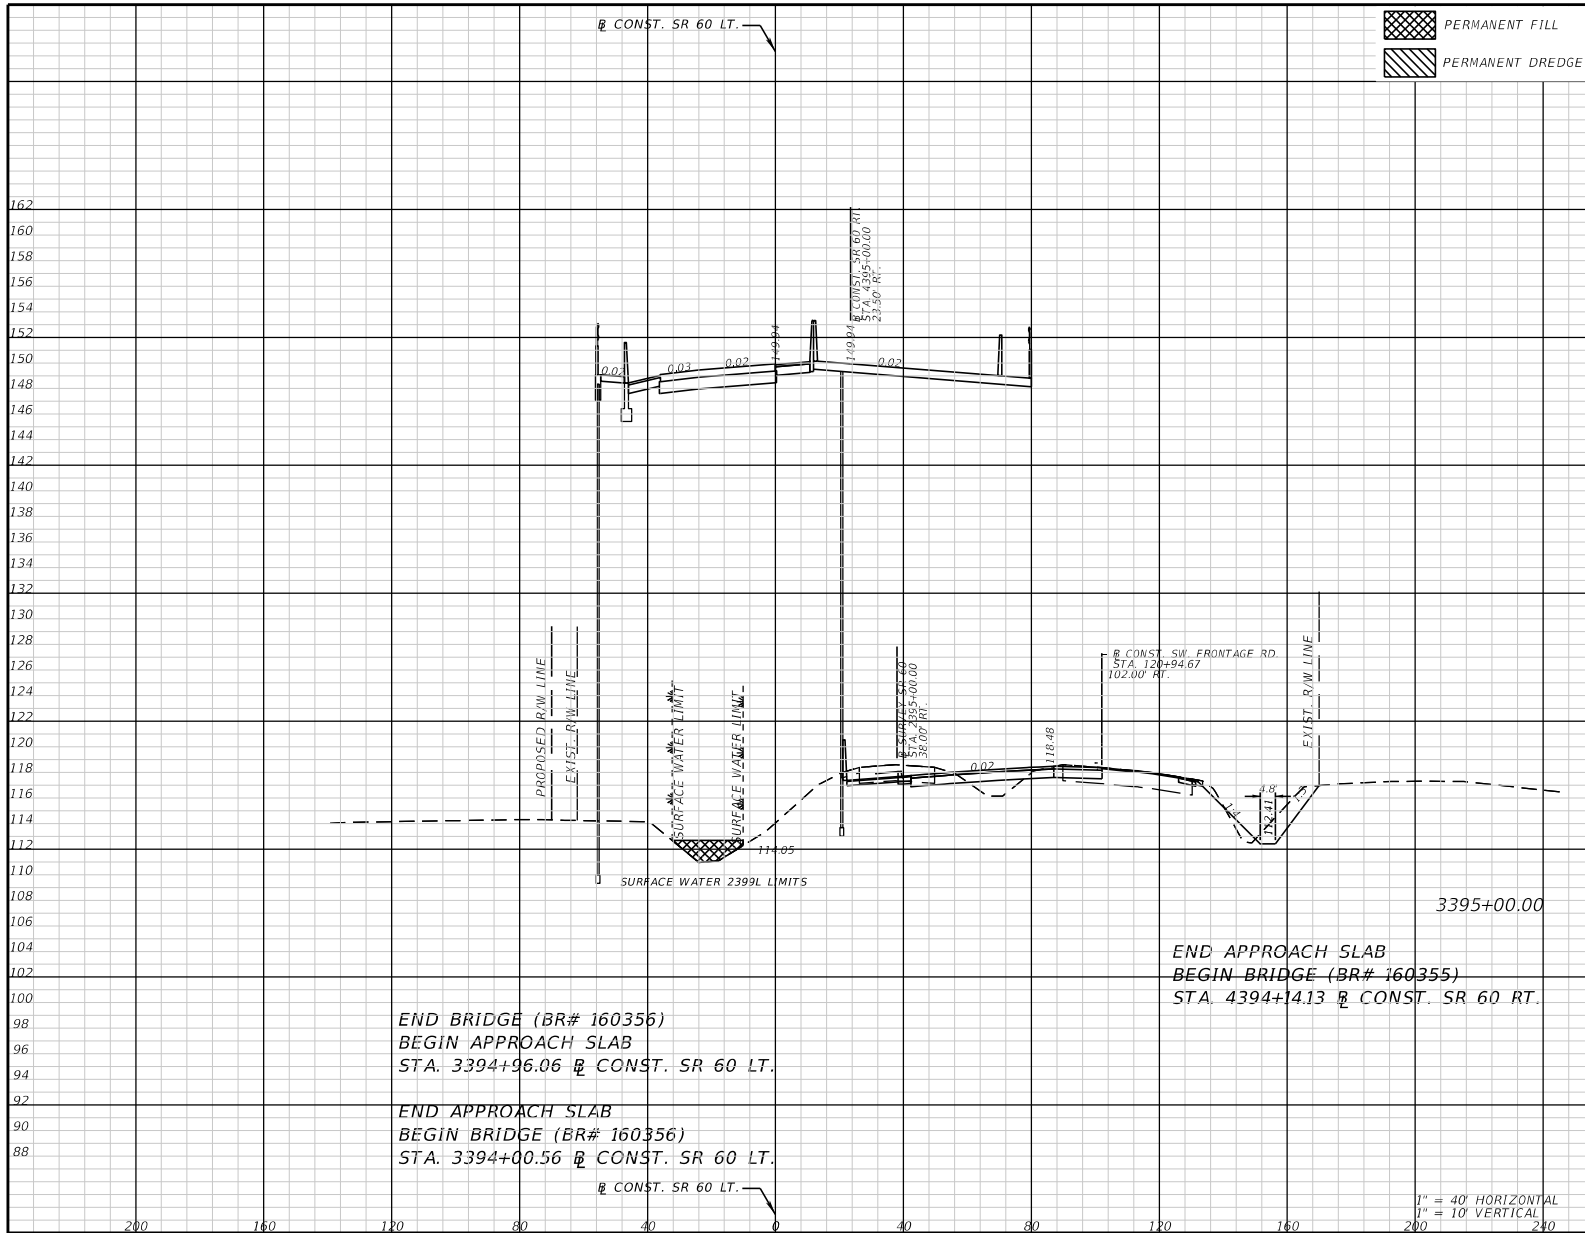 ℄ CONST. SR 60 LT.
PERMANENT FILL
PERMANENT DREDGE
162
160
158
156
154
152
150
148
146
144
142
140
138
136
134
132
130
128
126
124
122
120
118
116
114
112
110
108
106
104
102
100
98
96
94
92
90
88
℄ CONST. SR 60 RT.
STA. 4395+00.00
23.50' RT.
149.94
149.94
0.02
0.03
0.02
0.02
PROPOSED R/W LINE
EXIST. R/W LINE
SURFACE WATER LIMIT
SURFACE WATER LIMIT
℄ SURVEY SR 60
STA. 2395+00.00
38.00' RT.
℄ CONST. SW. FRONTAGE RD.
STA. 120+94.67
102.00' RT.
EXIST. R/W LINE
118.48
0.02
4.8'
112.41
1:4
114.05
SURFACE WATER 2399L LIMITS
3395+00.00
END APPROACH SLAB
BEGIN BRIDGE (BR# 160355)
STA. 4394+14.13 ℄ CONST. SR 60 RT.
END BRIDGE (BR# 160356)
BEGIN APPROACH SLAB
STA. 3394+96.06 ℄ CONST. SR 60 LT.
END APPROACH SLAB
BEGIN BRIDGE (BR# 160356)
STA. 3394+00.56 ℄ CONST. SR 60 LT.
℄ CONST. SR 60 LT.
1" = 40' HORIZONTAL
1" = 10' VERTICAL
200 160 120 80 40 0 40 80 120 160 200 240